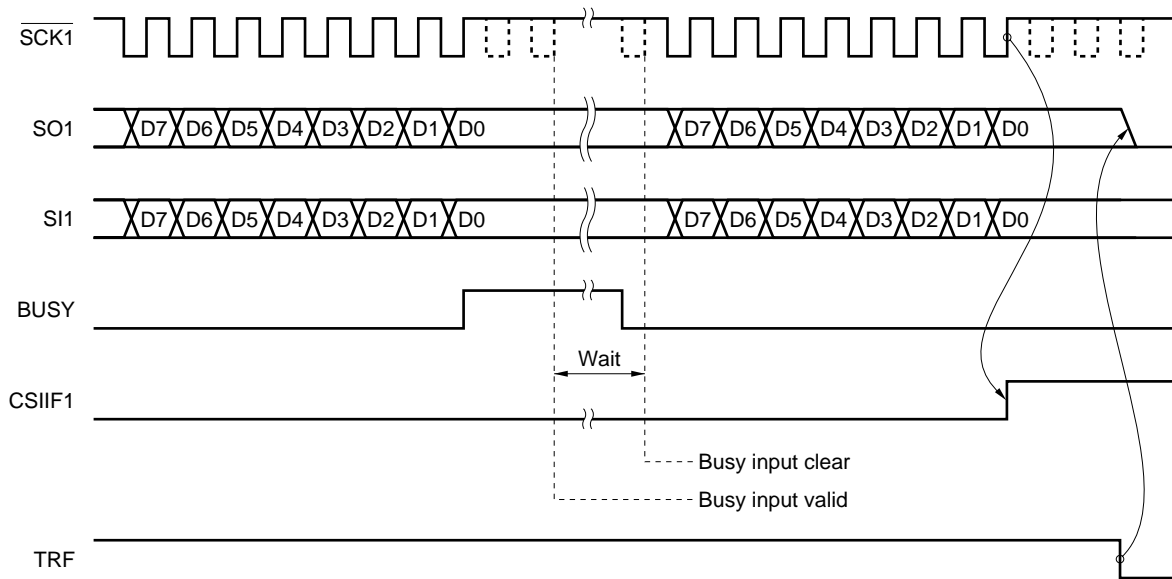 SCK1
SO1 D7 D6 D5 D4 D3 D2 D1 D0 D7 D6 D5 D4 D3 D2 D1 D0
SI1 D7 D6 D5 D4 D3 D2 D1 D0 D7 D6 D5 D4 D3 D2 D1 D0
BUSY
Wait
CSIIF1
Busy input clear
Busy input valid
TRF